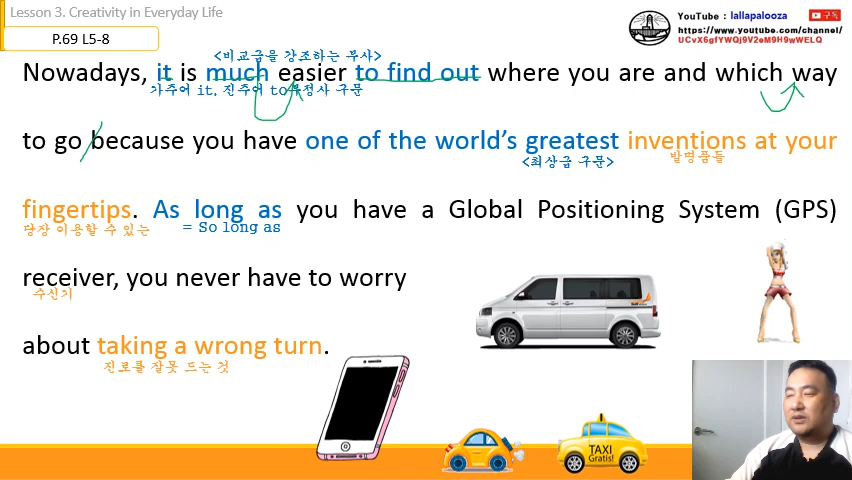 Lesson 3. Creativity in Everyday Life
P.69 L5-8
YouTube : lallapalooza 구독
https://www.youtube.com/channel/
UCvX6gfYWQj9V2eM9H9wWELQ
<비교급을 강조하는 부사>
Nowadays, it is much easier to find out where you are and which way
가주어 it, 진주어 to부정사 구문
to go because you have one of the world's greatest inventions at your
<최상급 구문> 발명품들
fingertips. As long as you have a Global Positioning System (GPS)
당장 이용할 수 있는 = So long as
receiver, you never have to worry
수신기
about taking a wrong turn.
진로를 잘못 드는 것
TAXI
Gratis!